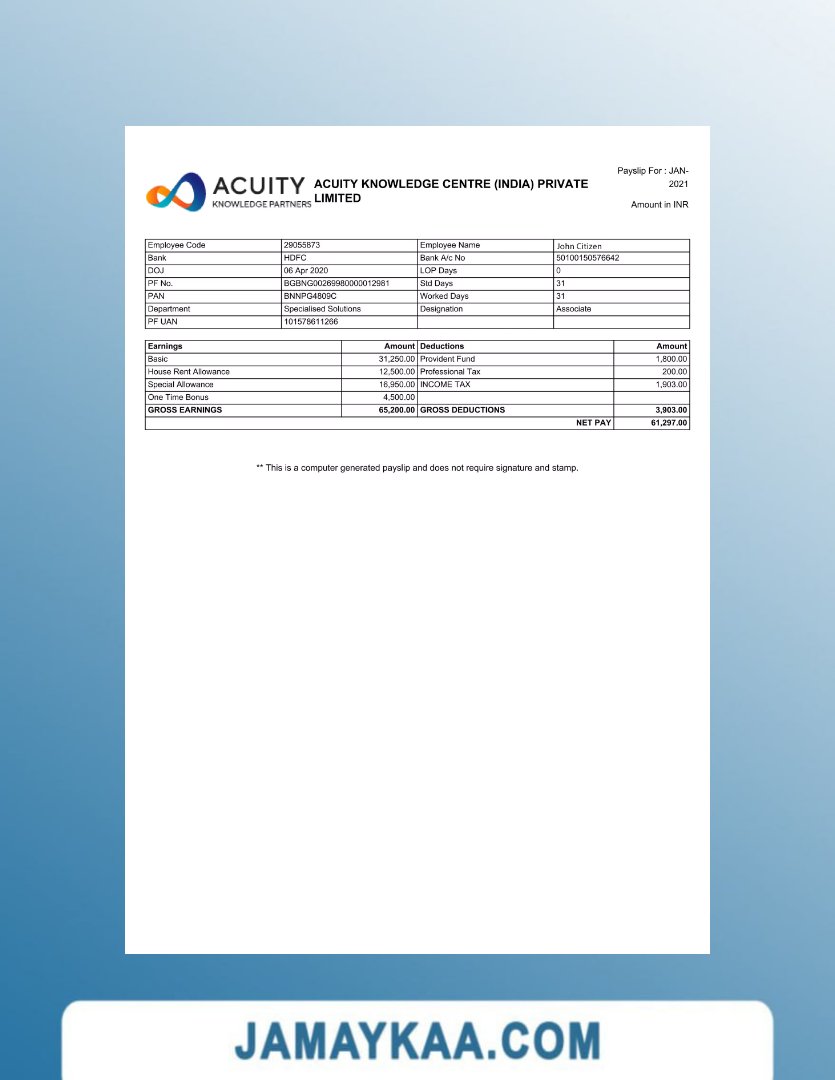 Payslip For : JAN-
2021
Amount in INR
ACUITY
KNOWLEDGE PARTNERS
ACUITY KNOWLEDGE CENTRE (INDIA) PRIVATE
LIMITED
Employee Code 29055873 Employee Name John Citizen
Bank HDFC Bank A/c No 50100150576642
DOJ 06 Apr 2020 LOP Days 0
PF No. BGBNG00269980000012981 Std Days 31
PAN BNNPG4809C Worked Days 31
Department Specialised Solutions Designation Associate
PF UAN 101578611266
Earnings Amount Deductions Amount
Basic 31,250.00 Provident Fund 1,800.00
House Rent Allowance 12,500.00 Professional Tax 200.00
Special Allowance 16,950.00 INCOME TAX 1,903.00
One Time Bonus 4,500.00
GROSS EARNINGS 65,200.00 GROSS DEDUCTIONS 3,903.00
NET PAY 61,297.00
** This is a computer generated payslip and does not require signature and stamp.
JAMAYKAA.COM